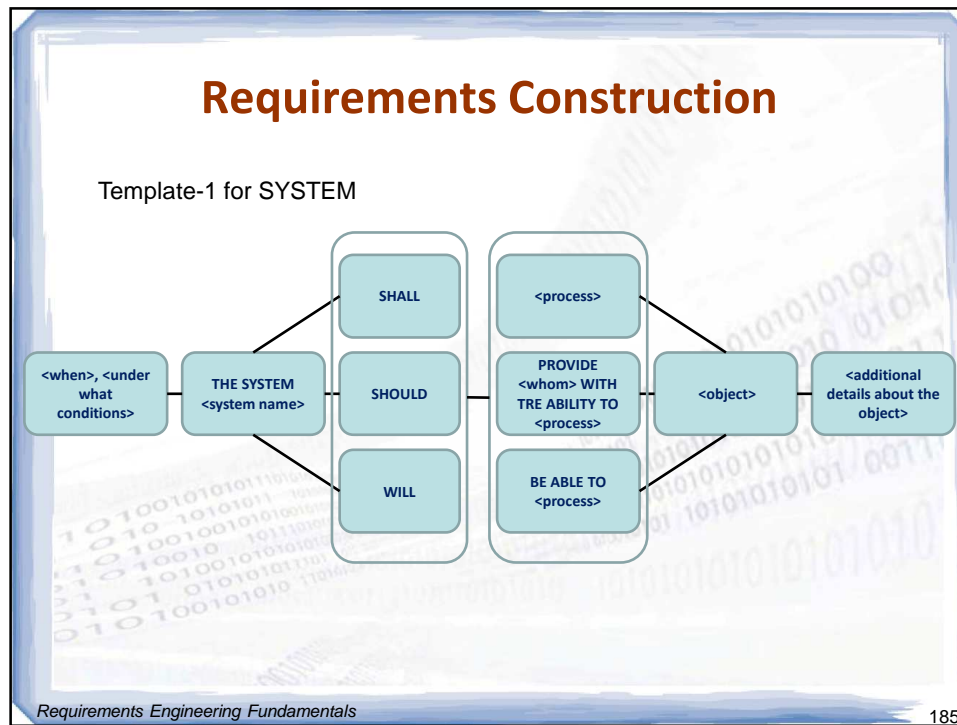 Requirements Construction
Template-1 for SYSTEM
<when>, <under
what
conditions>
THE SYSTEM
<system name>
SHALL
SHOULD
WILL
<process>
PROVIDE
<whom> WITH
TRE ABILITY TO
<process>
BE ABLE TO
<process>
<object>
<additional
details about the
object>
Requirements Engineering Fundamentals
185